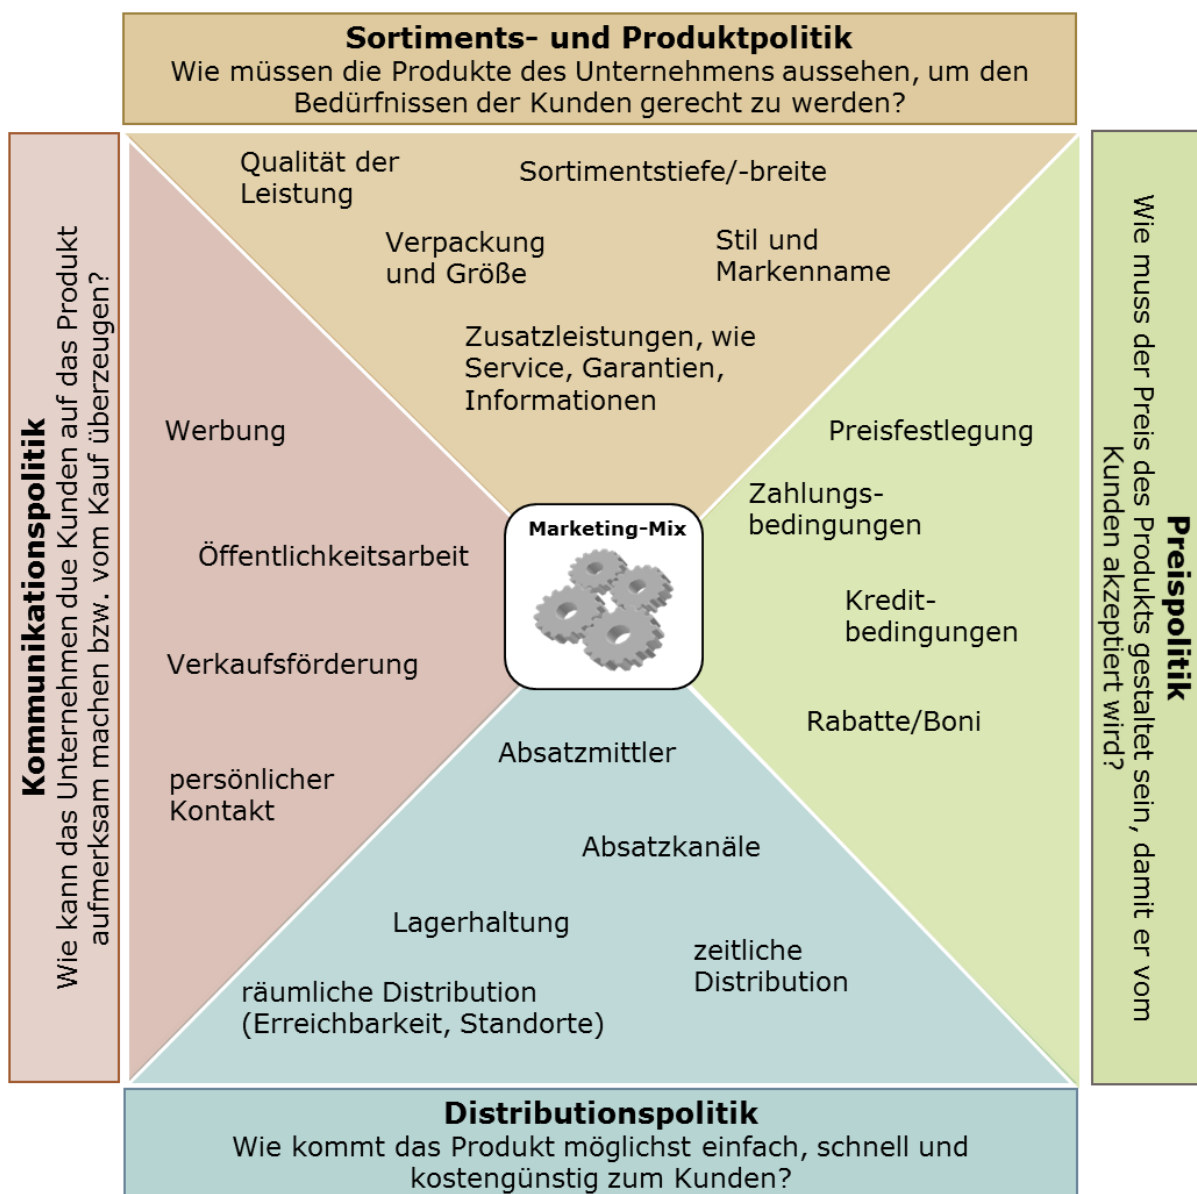 Sortiments- und Produktpolitik
Wie müssen die Produkte des Unternehmens aussehen, um den
Bedürfnissen der Kunden gerecht zu werden?
Kommunikationspolitik
Wie kann das Unternehmen due Kunden auf das Produkt
aufmerksam machen bzw. vom Kauf überzeugen?
Qualität der
Leistung
Sortimentstiefe/-breite
Verpackung
und Größe
Stil und
Markenname
Zusatzleistungen, wie
Service, Garantien,
Informationen
Werbung
Öffentlichkeitsarbeit
Verkaufsförderung
persönlicher
Kontakt
Marketing-Mix
Preisfestlegung
Zahlungs-
bedingungen
Kredit-
bedingungen
Rabatte/Boni
Absatzmittler
Absatzkanäle
Lagerhaltung
zeitliche
Distribution
räumliche Distribution
(Erreichbarkeit, Standorte)
Preispolitik
Wie muss der Preis des Produkts gestaltet sein, damit er vom
Kunden akzeptiert wird?
Distributionspolitik
Wie kommt das Produkt möglichst einfach, schnell und
kostengünstig zum Kunden?